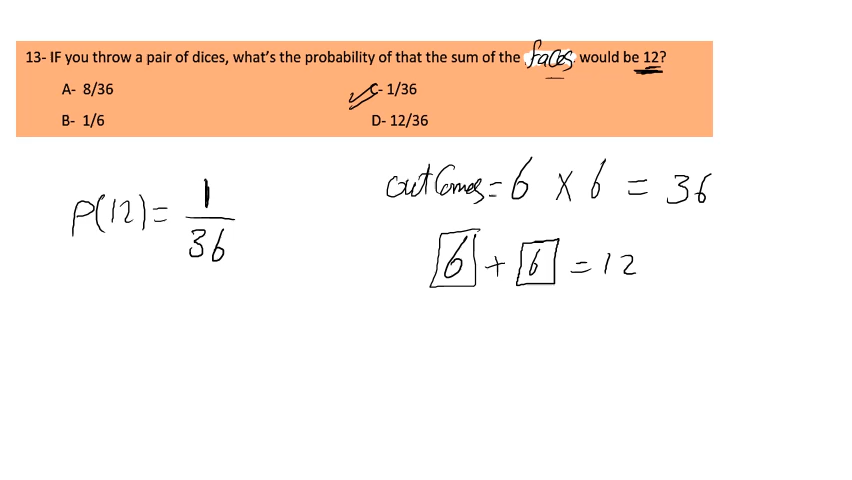 13- IF you throw a pair of dices, what's the probability of that the sum of the faces would be 12?
A- 8/36
C- 1/36
B- 1/6
D- 12/36
outComes = 6 x 6 = 36
P(12) = 1/36
6 + 6 = 12